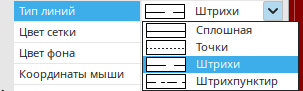 Тип линий Штрихи
Цвет сетки Сплошная
Цвет фона Точки
Штрихи
Координаты мыши Штрихпунктир